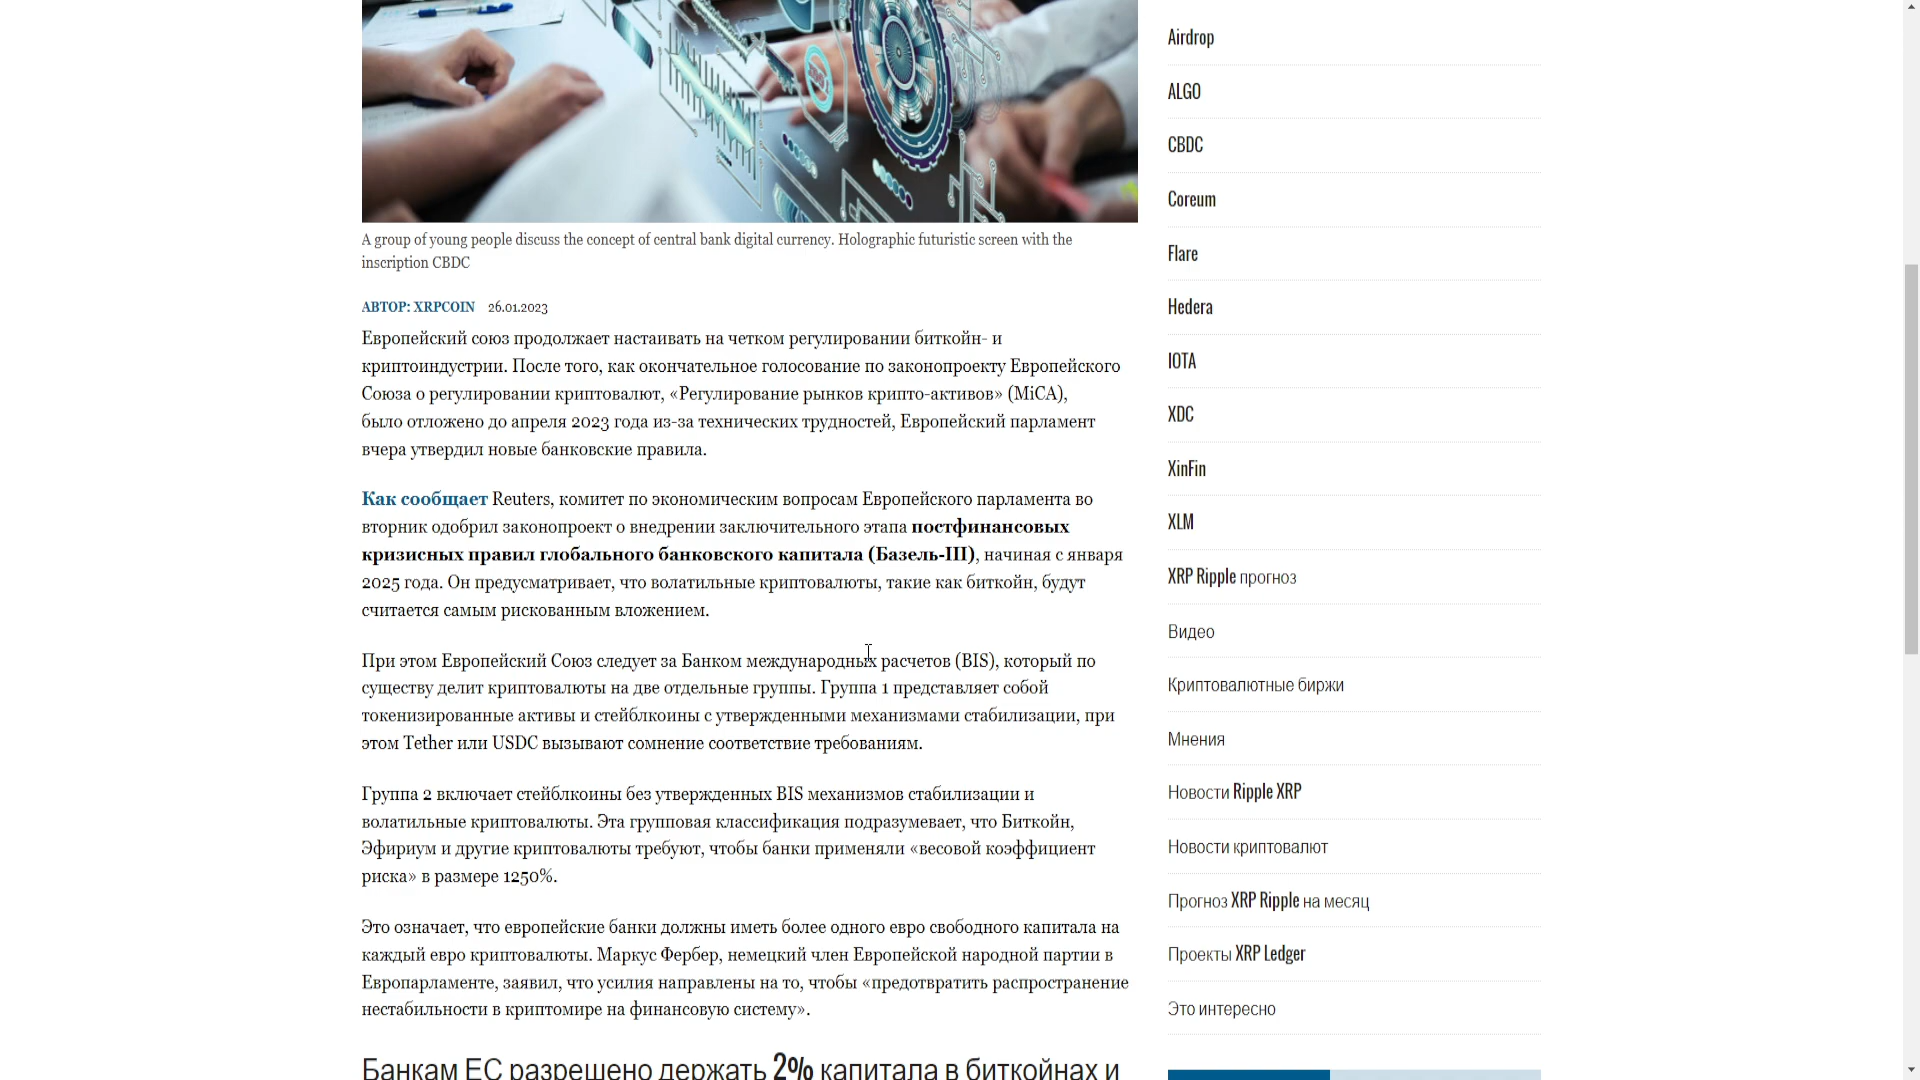 A group of young people discuss the concept of central bank digital currency. Holographic futuristic screen with the
inscription CBDC
АВТОР: XRPCOIN 26.01.2023
Европейский союз продолжает настаивать на четком регулировании биткойн- и
криптоиндустрии. После того, как окончательное голосование по законопроекту Европейского
Союза о регулировании криптовалют, «Регулирование рынков крипто-активов» (MiCA),
было отложено до апреля 2023 года из-за технических трудностей, Европейский парламент
вчера утвердил новые банковские правила.
Как сообщает Reuters, комитет по экономическим вопросам Европейского парламента во
вторник одобрил законопроект о внедрении заключительного этапа постфинансовых
кризисных правил глобального банковского капитала (Базель-III), начиная с января
2025 года. Он предусматривает, что волатильные криптовалюты, такие как биткойн, будут
считается самым рискованным вложением.
При этом Европейский Союз следует за Банком международных расчетов (BIS), который по
существу делит криптовалюты на две отдельные группы. Группа 1 представляет собой
токенизированные активы и стейблкоины с утвержденными механизмами стабилизации, при
этом Tether или USDC вызывают сомнение соответствие требованиям.
Группа 2 включает стейблкоины без утвержденных BIS механизмов стабилизации и
волатильные криптовалюты. Эта групповая классификация подразумевает, что Биткойн,
Эфириум и другие криптовалюты требуют, чтобы банки применяли «весовой коэффициент
риска» в размере 1250%.
Это означает, что европейские банки должны иметь более одного евро свободного капитала на
каждый евро криптовалюты. Маркус Фербер, немецкий член Европейской народной партии в
Европарламенте, заявил, что усилия направлены на то, чтобы «предотвратить распространение
нестабильности в криптомире на финансовую систему».
Банкам ЕС разрешено держать 2% капитала в биткойнах и
Airdrop
ALGO
CBDC
Coreum
Flare
Hedera
IOTA
XDC
XinFin
XLM
XRP Ripple прогноз
Видео
Криптовалютные биржи
Мнения
Новости Ripple XRP
Новости криптовалют
Прогноз XRP Ripple на месяц
Проекты XRP Ledger
Это интересно